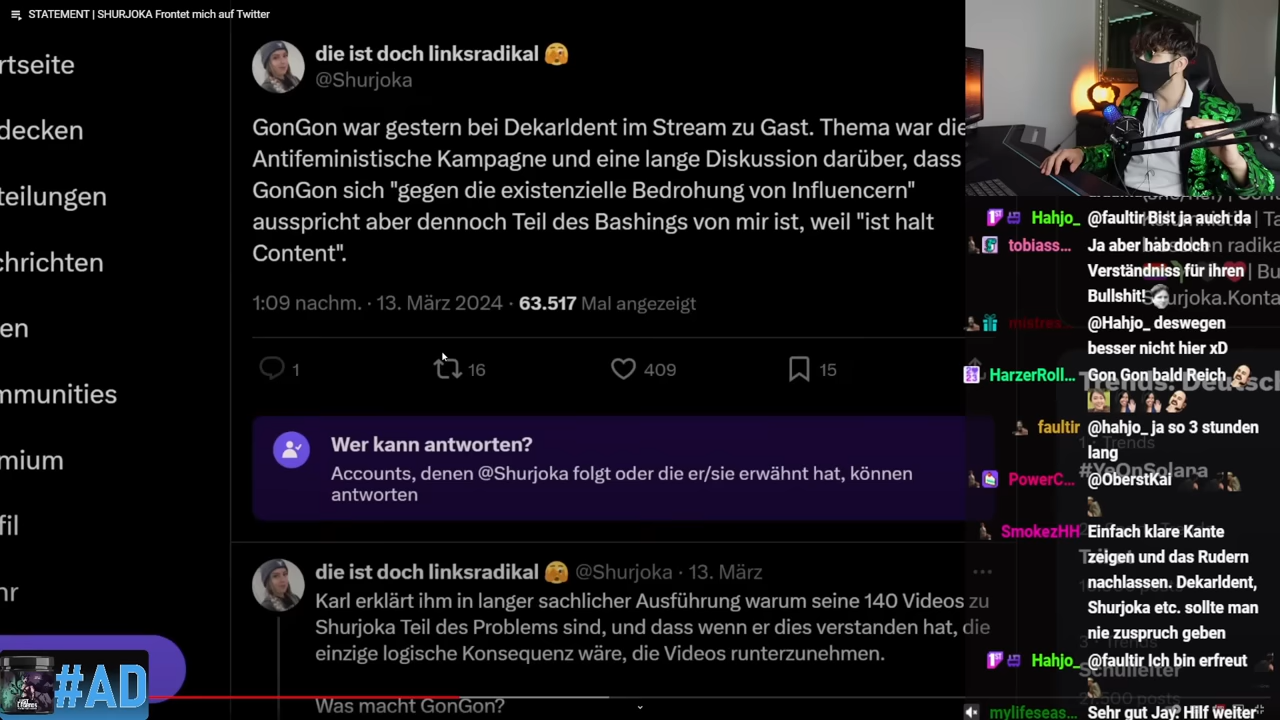 STATEMENT | SHURJOKA Frontet mich auf Twitter
rtseite
decken
teilungen
chrichten
en
mmunities
mium
fil
hr
die ist doch linksradikal
@Shurjoka
GonGon war gestern bei Dekarldent im Stream zu Gast. Thema war die
Antifeministische Kampagne und eine lange Diskussion darüber, dass
GonGon sich "gegen die existenzielle Bedrohung von Influencern"
ausspricht aber dennoch Teil des Bashings von mir ist, weil "ist halt
Content".
1:09 nachm. · 13. März 2024 · 63.517 Mal angezeigt
1 16 409 15
Wer kann antworten?
Accounts, denen @Shurjoka folgt oder die er/sie erwähnt hat, können
antworten
die ist doch linksradikal @Shurjoka · 13. März
Karl erklärt ihm in langer sachlicher Ausführung warum seine 140 Videos zu
Shurjoka Teil des Problems sind, und dass wenn er dies verstanden hat, die
einzige logische Konsequenz wäre, die Videos runterzunehmen.
Was macht GonGon?
#AD
Hahjo_ @faultir Bist ja auch da
tobiass... Ja aber hab doch
Verständniss für ihren
Bullshit!
mistres... @Hahjo_ deswegen
besser nicht hier xD
HarzerRoll... Gon Gon bald Reich
faultir @hahjo_ ja so 3 stunden
lang
PowerC... @OberstKai
SmokezHH Einfach klare Kante
zeigen und das Rudern
nachlassen. Dekarldent,
Shurjoka etc. sollte man
nie zuspruch geben
Hahjo_ @faultir Ich bin erfreut
mylifeseas... Sehr gut Jay, Hilf weiter
urjoka.Konta
Trends
#YeOnSolana
Schulleiter
21.500 posts